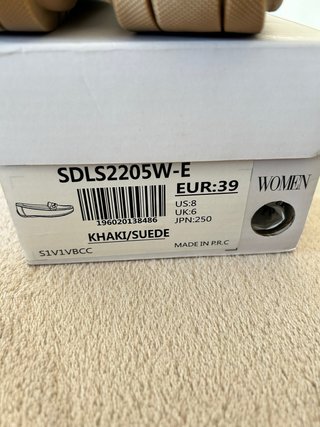 SDLS2205W-E
EUR:39
US:8
UK:6
JPN:250
196020138486
KHAKI/SUEDE
MADE IN P.R.C
S1V1VBCC
WOMEN